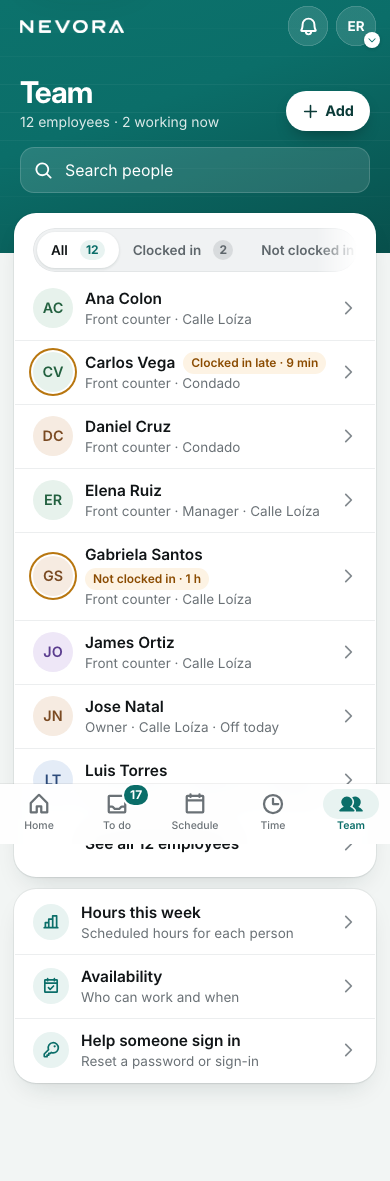 NEVORA
ER
Team
12 employees · 2 working now
Add
Search people
All 12 Clocked in 2 Not clocked in
AC
Ana Colon
Front counter · Calle Loíza
CV
Carlos Vega Clocked in late · 9 min
Front counter · Condado
DC
Daniel Cruz
Front counter · Condado
ER
Elena Ruiz
Front counter · Manager · Calle Loíza
GS
Gabriela Santos
Not clocked in · 1 h
Front counter · Calle Loíza
JO
James Ortiz
Front counter · Calle Loíza
JN
Jose Natal
Owner · Calle Loíza · Off today
LT
Luis Torres
17
Home To do Schedule Time Team
See all 12 employees
Hours this week
Scheduled hours for each person
Availability
Who can work and when
Help someone sign in
Reset a password or sign-in